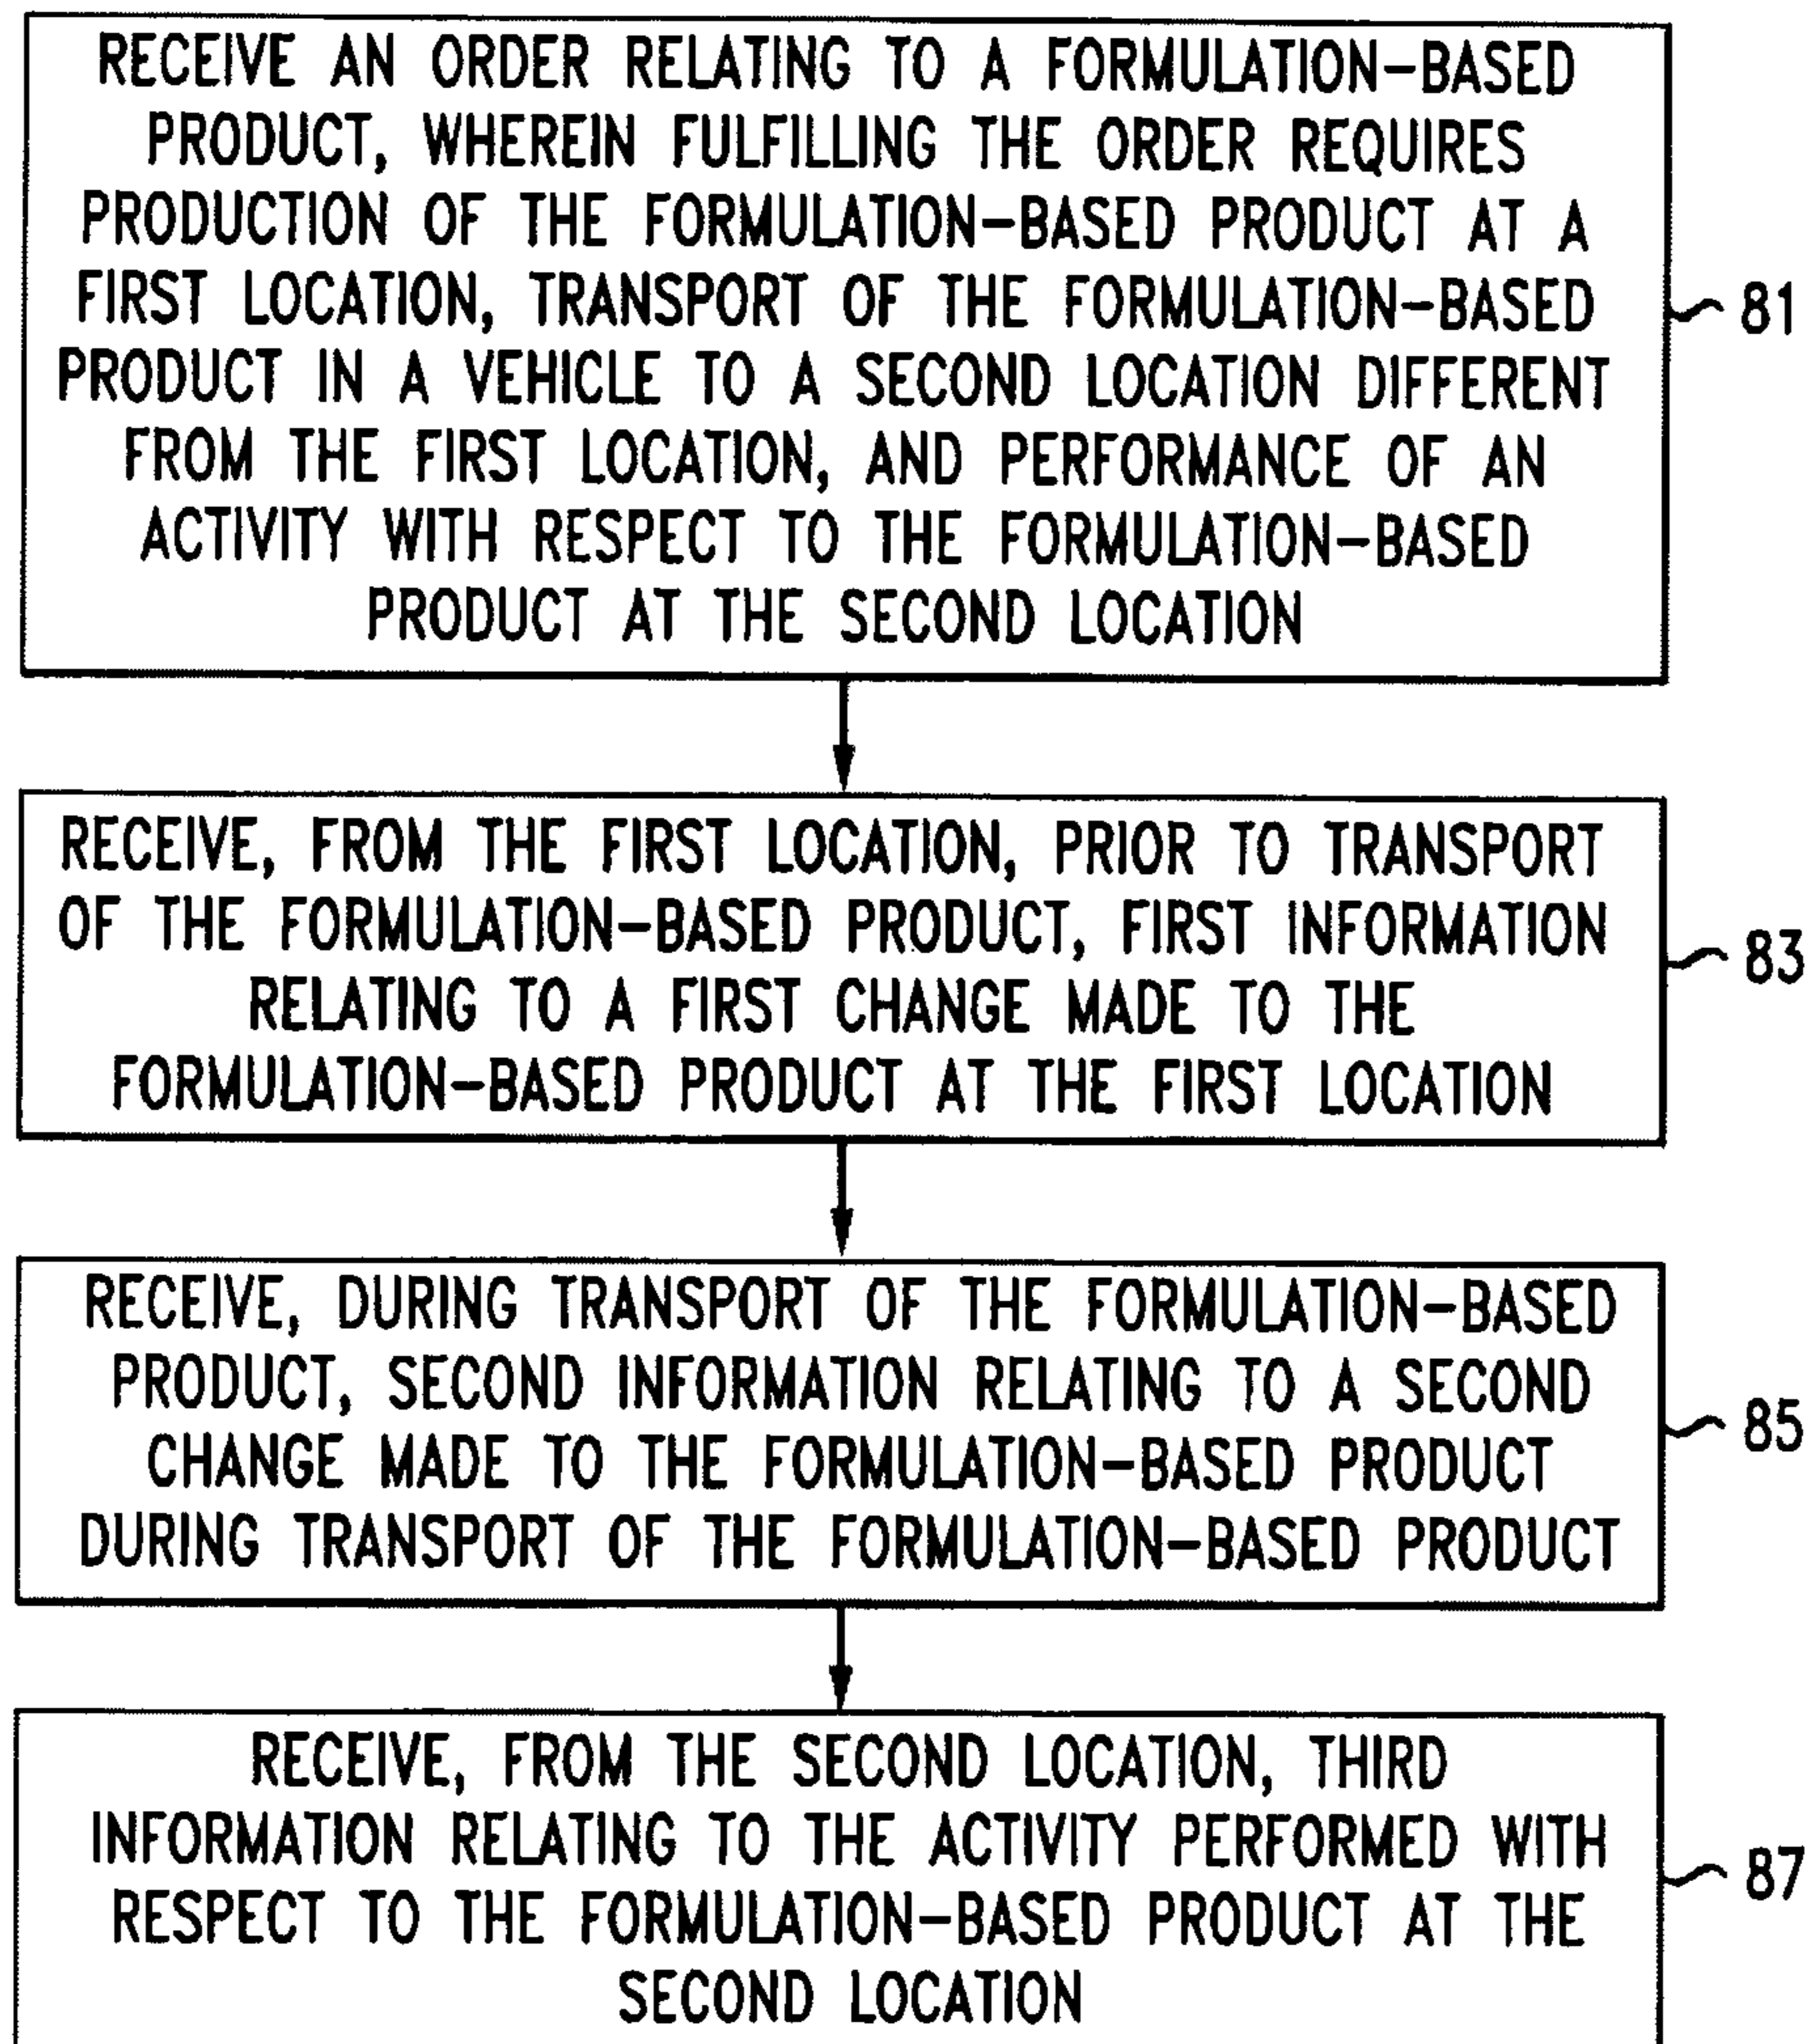 RECEIVE AN ORDER RELATING TO A FORMULATION-BASED
PRODUCT, WHEREIN FULFILLING THE ORDER REQUIRES
PRODUCTION OF THE FORMULATION-BASED PRODUCT AT A
FIRST LOCATION, TRANSPORT OF THE FORMULATION-BASED
PRODUCT IN A VEHICLE TO A SECOND LOCATION DIFFERENT
FROM THE FIRST LOCATION, AND PERFORMANCE OF AN
ACTIVITY WITH RESPECT TO THE FORMULATION-BASED
PRODUCT AT THE SECOND LOCATION
81
RECEIVE, FROM THE FIRST LOCATION, PRIOR TO TRANSPORT
OF THE FORMULATION-BASED PRODUCT, FIRST INFORMATION
RELATING TO A FIRST CHANGE MADE TO THE
FORMULATION-BASED PRODUCT AT THE FIRST LOCATION
83
RECEIVE, DURING TRANSPORT OF THE FORMULATION-BASED
PRODUCT, SECOND INFORMATION RELATING TO A SECOND
CHANGE MADE TO THE FORMULATION-BASED PRODUCT
DURING TRANSPORT OF THE FORMULATION-BASED PRODUCT
85
RECEIVE, FROM THE SECOND LOCATION, THIRD
INFORMATION RELATING TO THE ACTIVITY PERFORMED WITH
RESPECT TO THE FORMULATION-BASED PRODUCT AT THE
SECOND LOCATION
87